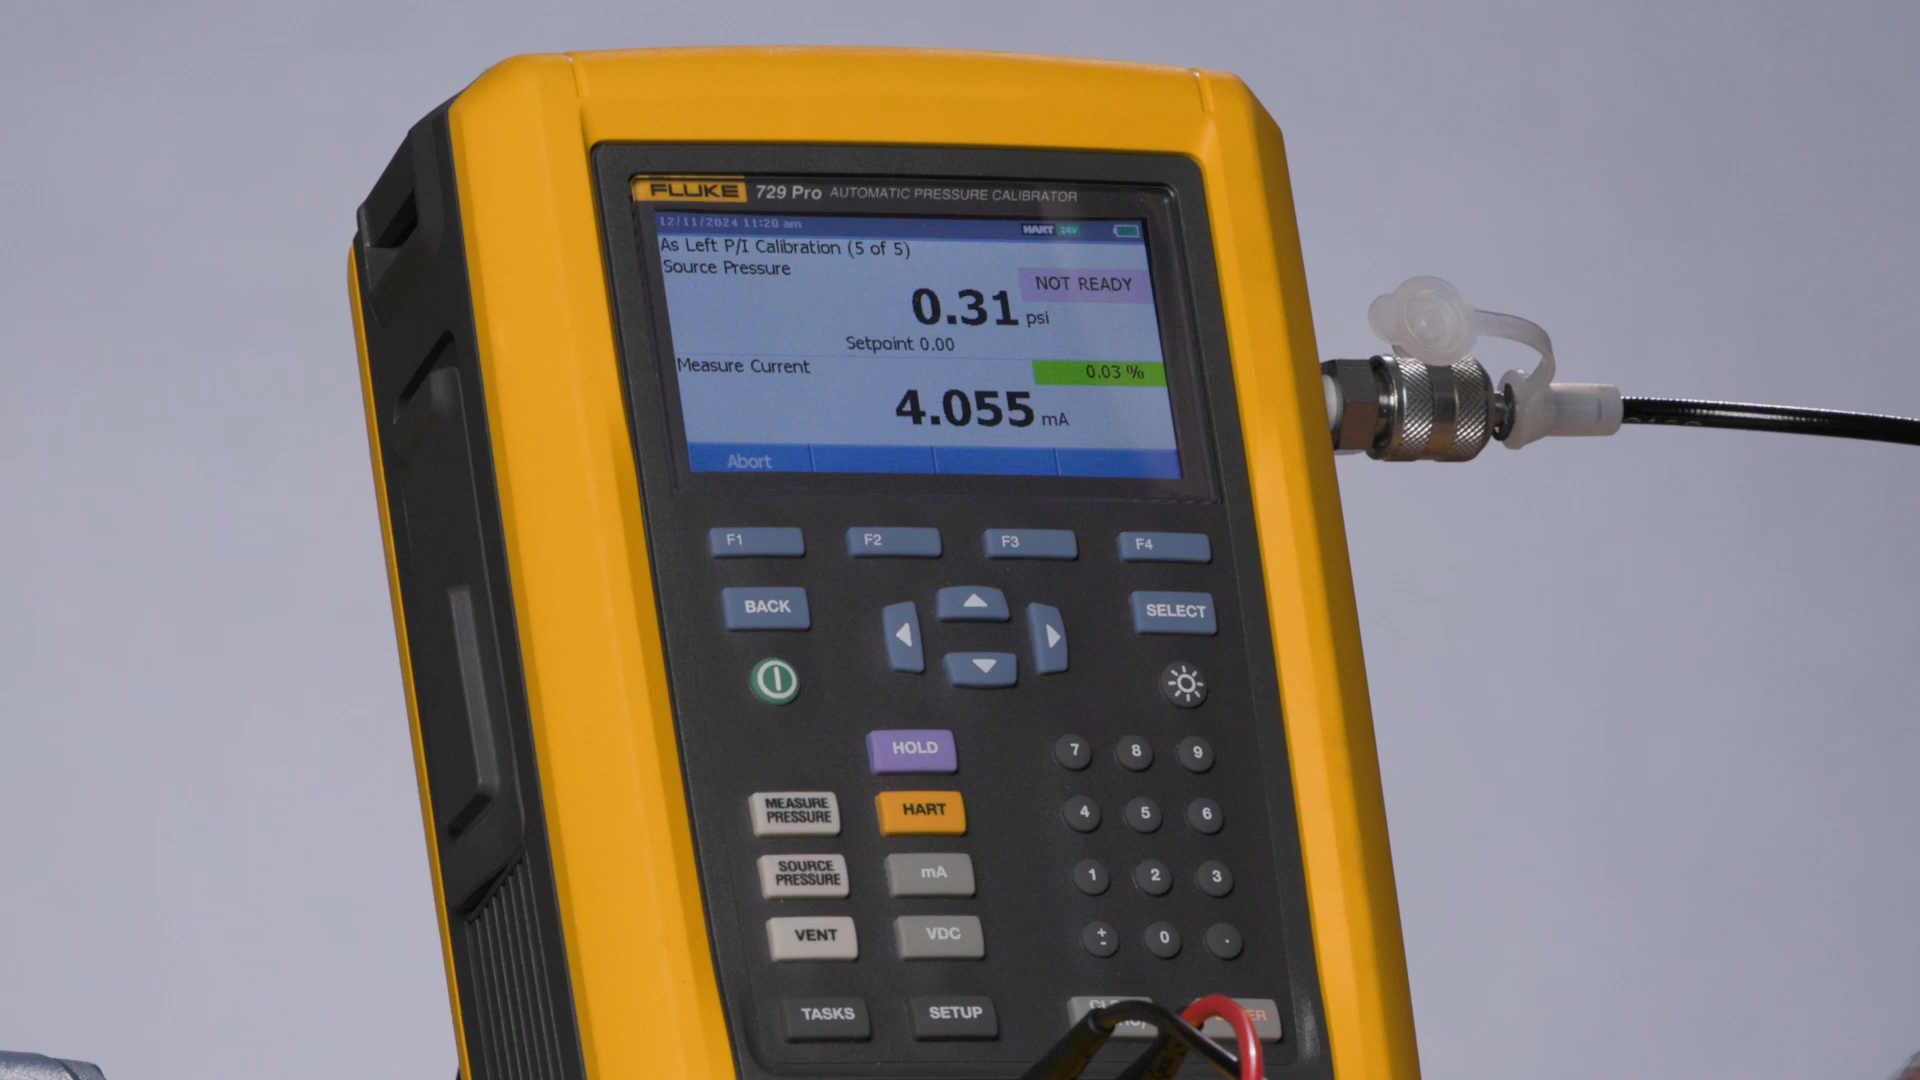 FLUKE 729 Pro AUTOMATIC PRESSURE CALIBRATOR
12/11/2024 11:20 am HART 24V
As Left P/I Calibration (5 of 5)
Source Pressure
NOT READY
0.31 psi
Setpoint 0.00
Measure Current
0.03 %
4.055 mA
Abort
F1 F2 F3 F4
BACK SELECT
HOLD 7 8 9
MEASURE PRESSURE HART 4 5 6
SOURCE PRESSURE mA 1 2 3
VENT VDC + - 0 .
TASKS SETUP